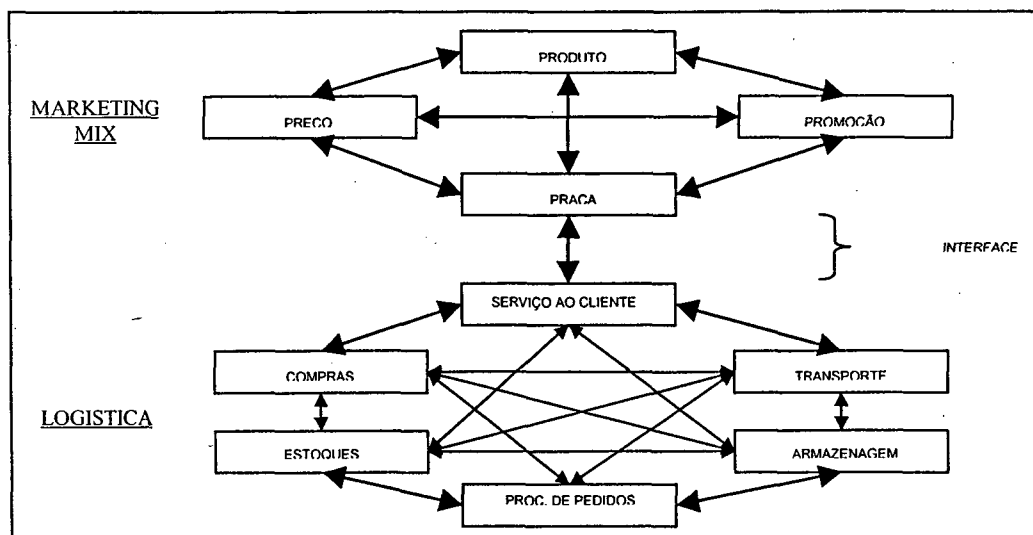 PRODUTO
MARKETING
MIX
PRECO
PROMOCÃO
PRACA
INTERFACE
SERVIÇO AO CLIENTE
COMPRAS
TRANSPORTE
LOGISTICA
ESTOQUES
ARMAZENAGEM
PROC. DE PEDIDOS